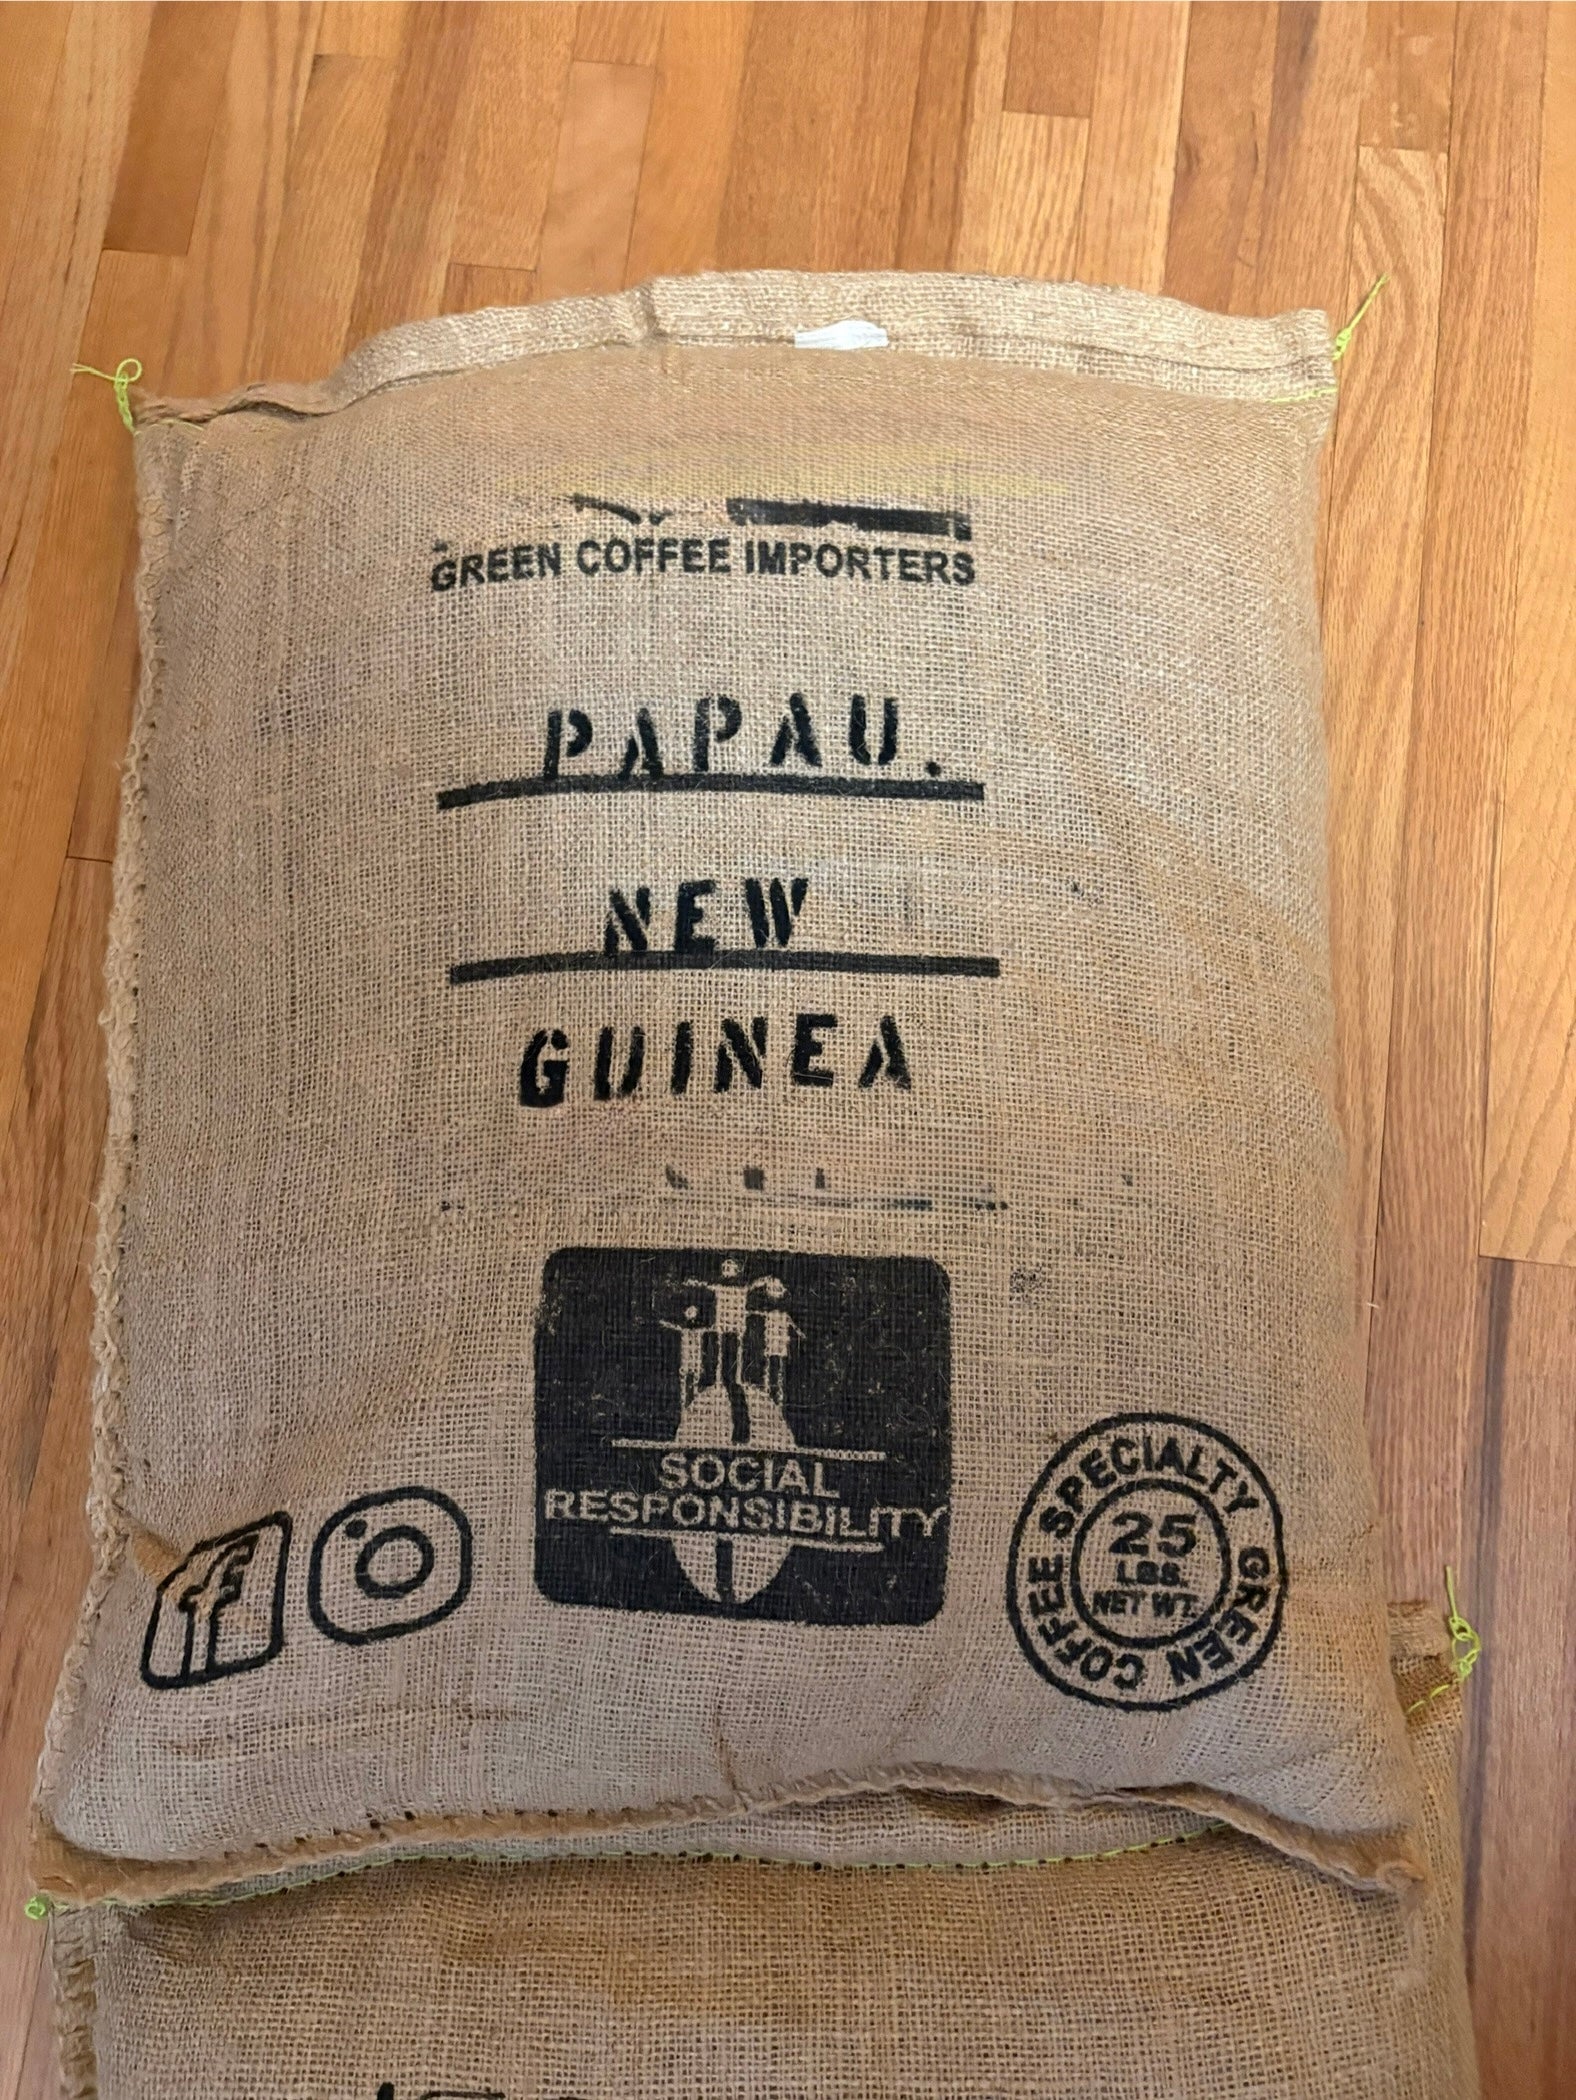 GREEN COFFEE IMPORTERS
PAPAU.
NEW
GUINEA
SOCIAL
RESPONSIBILITY
f
SPECIALTY GREEN COFFEE
25
LBS.
NET WT.